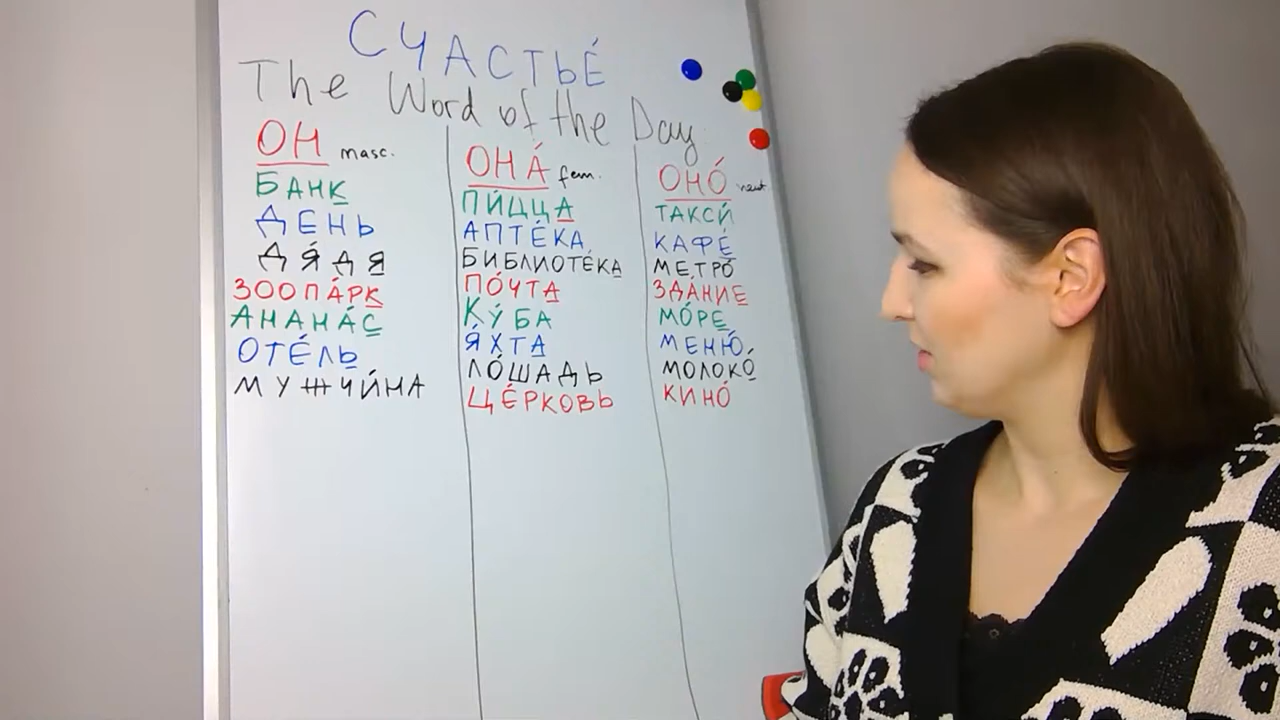 СЧАСТЬЕ́
The Word of the Day
ОН masc.
БАНК
ДЕНЬ
ДЯ́ДЯ
ЗООПА́РК
АНАНА́С
ОТЕ́ЛЬ
МУЖЧИ́НА
ОНА́ fem.
ПИ́ЦЦА
АПТЕ́КА
БИБЛИОТЕ́КА
ПО́ЧТА
КУ́БА
Я́ХТА
ЛО́ШАДЬ
ЦЕ́РКОВЬ
ОНО́ neut.
ТАКСИ́
КАФЕ́
МЕТРО́
ЗДА́НИЕ
МО́РЕ
МЕНЮ́
МОЛОКО́
КИНО́